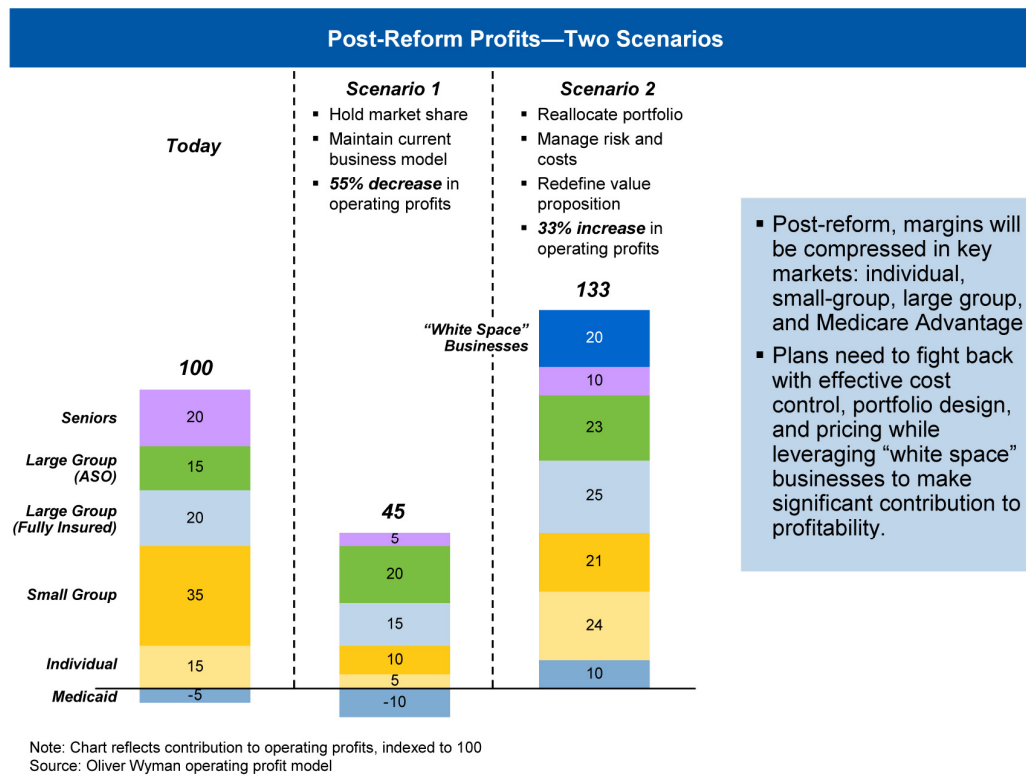 Post-Reform Profits—Two Scenarios
Today
Scenario 1
▪ Hold market share
▪ Maintain current
business model
▪ 55% decrease in
operating profits
Scenario 2
▪ Reallocate portfolio
▪ Manage risk and
costs
▪ Redefine value
proposition
▪ 33% increase in
operating profits
100
Seniors
Large Group
(ASO)
Large Group
(Fully Insured)
Small Group
Individual
Medicaid
20
15
20
35
15
-5
45
5
20
15
10
5
-10
133
“White Space”
Businesses
20
10
23
25
21
24
10
▪ Post-reform, margins will
be compressed in key
markets: individual,
small-group, large group,
and Medicare Advantage
▪ Plans need to fight back
with effective cost
control, portfolio design,
and pricing while
leveraging “white space”
businesses to make
significant contribution to
profitability.
Note: Chart reflects contribution to operating profits, indexed to 100
Source: Oliver Wyman operating profit model